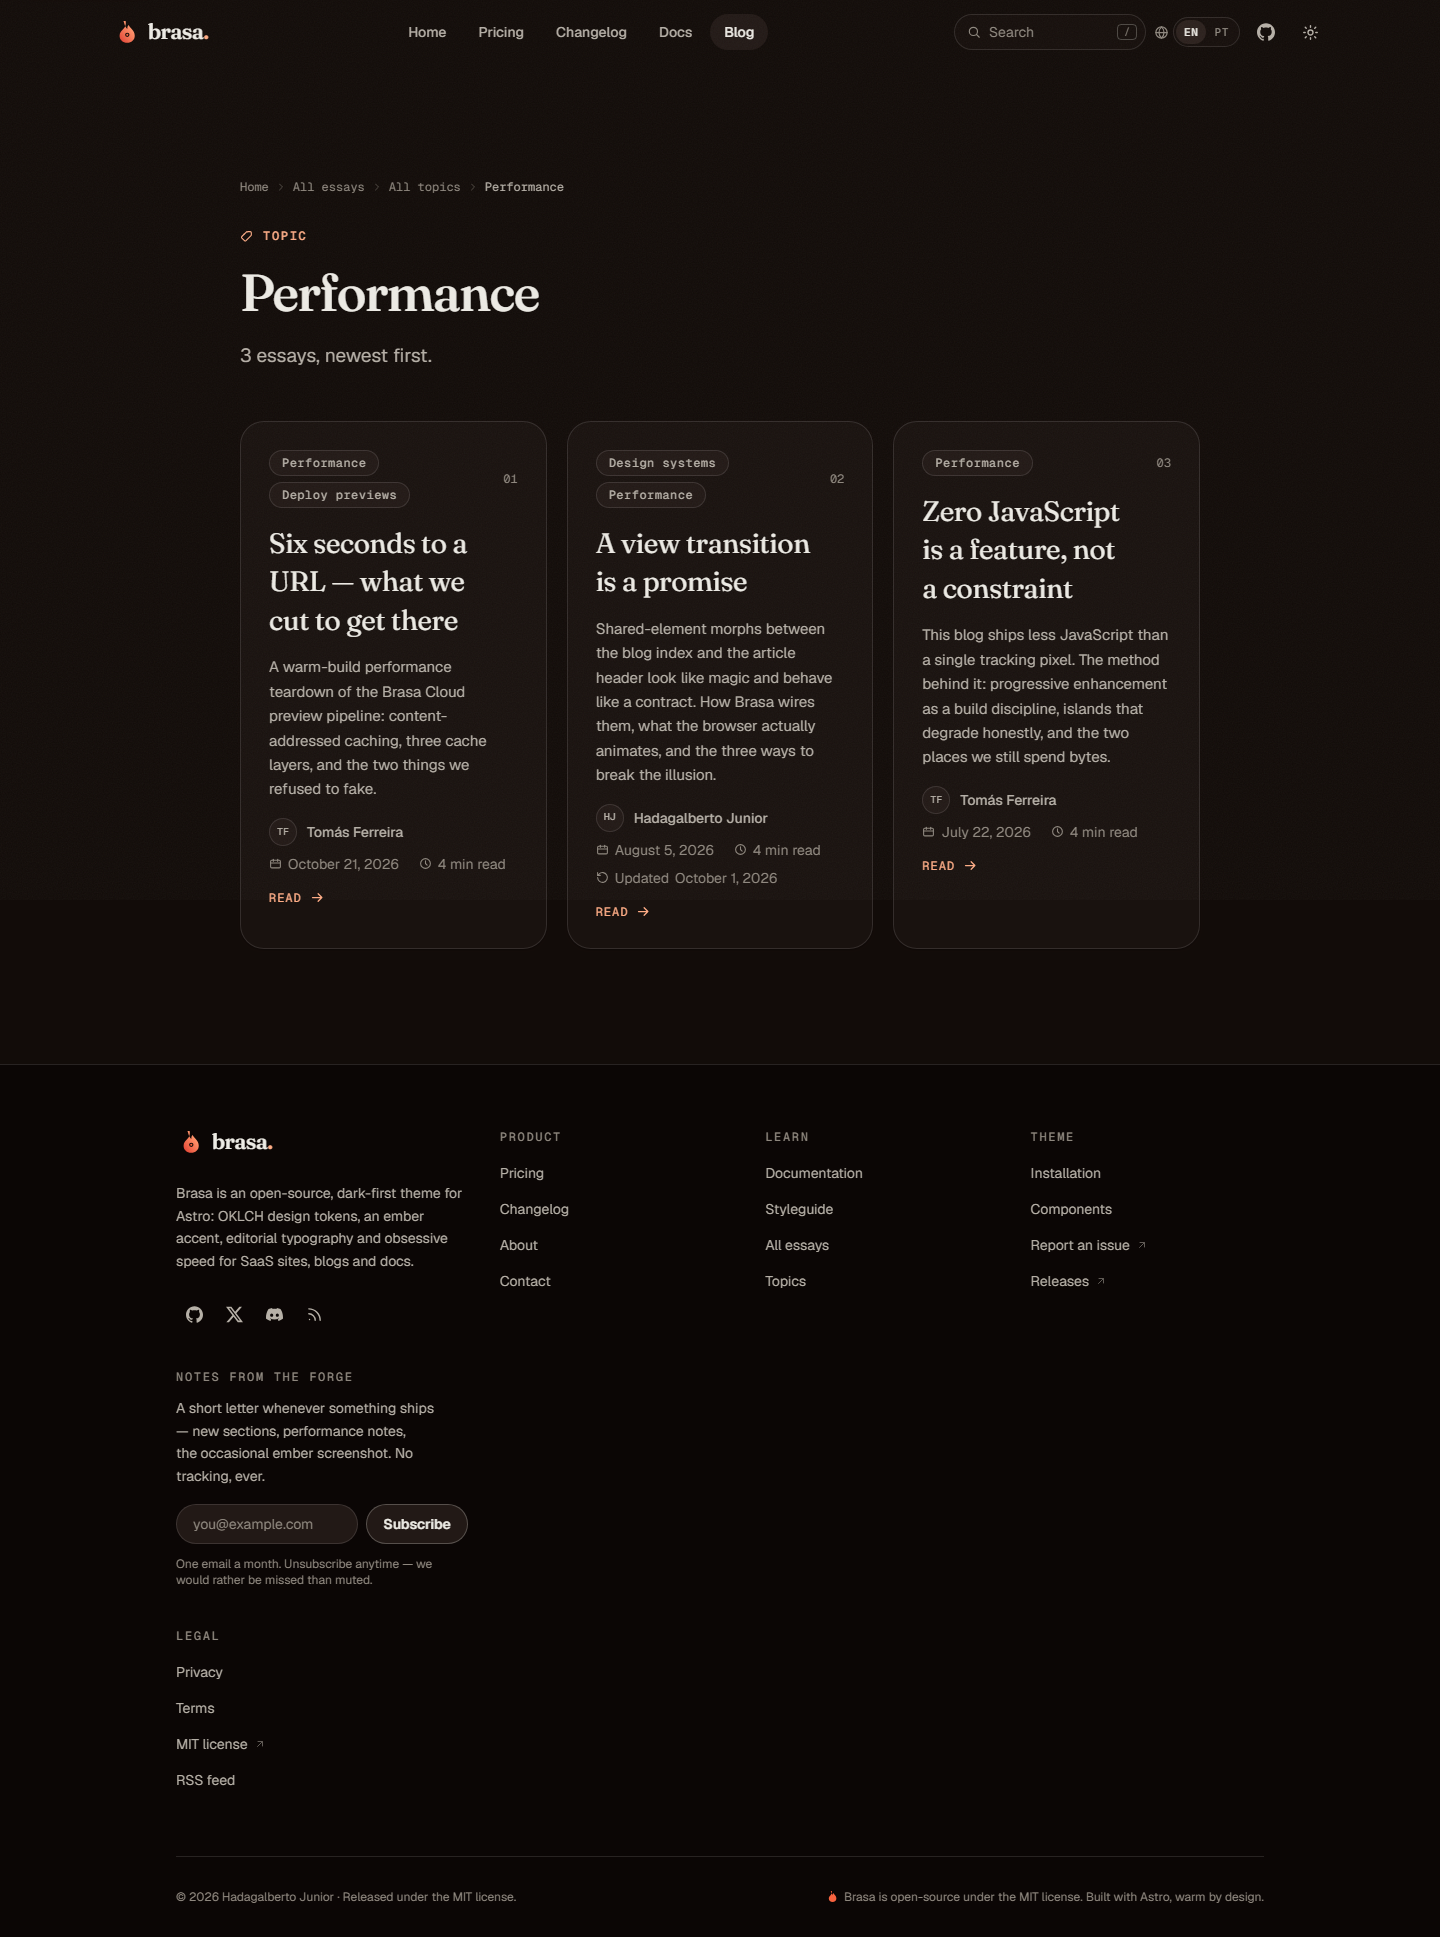 brasa.
Home Pricing Changelog Docs Blog
Search /
EN PT
Home All essays All topics Performance
TOPIC
Performance
3 essays, newest first.
Performance
Deploy previews
01
Six seconds to a
URL — what we
cut to get there
A warm-build performance
teardown of the Brasa Cloud
preview pipeline: content-
addressed caching, three cache
layers, and the two things we
refused to fake.
TF Tomás Ferreira
October 21, 2026 4 min read
READ
Design systems
Performance
02
A view transition
is a promise
Shared-element morphs between
the blog index and the article
header look like magic and behave
like a contract. How Brasa wires
them, what the browser actually
animates, and the three ways to
break the illusion.
HJ Hadagalberto Junior
August 5, 2026 4 min read
Updated October 1, 2026
READ
Performance
03
Zero JavaScript
is a feature, not
a constraint
This blog ships less JavaScript than
a single tracking pixel. The method
behind it: progressive enhancement
as a build discipline, islands that
degrade honestly, and the two
places we still spend bytes.
TF Tomás Ferreira
July 22, 2026 4 min read
READ
brasa.
Brasa is an open-source, dark-first theme for
Astro: OKLCH design tokens, an ember
accent, editorial typography and obsessive
speed for SaaS sites, blogs and docs.
PRODUCT
Pricing
Changelog
About
Contact
LEARN
Documentation
Styleguide
All essays
Topics
THEME
Installation
Components
Report an issue
Releases
NOTES FROM THE FORGE
A short letter whenever something ships
— new sections, performance notes,
the occasional ember screenshot. No
tracking, ever.
you@example.com
Subscribe
One email a month. Unsubscribe anytime — we
would rather be missed than muted.
LEGAL
Privacy
Terms
MIT license
RSS feed
© 2026 Hadagalberto Junior · Released under the MIT license.
Brasa is open-source under the MIT license. Built with Astro, warm by design.